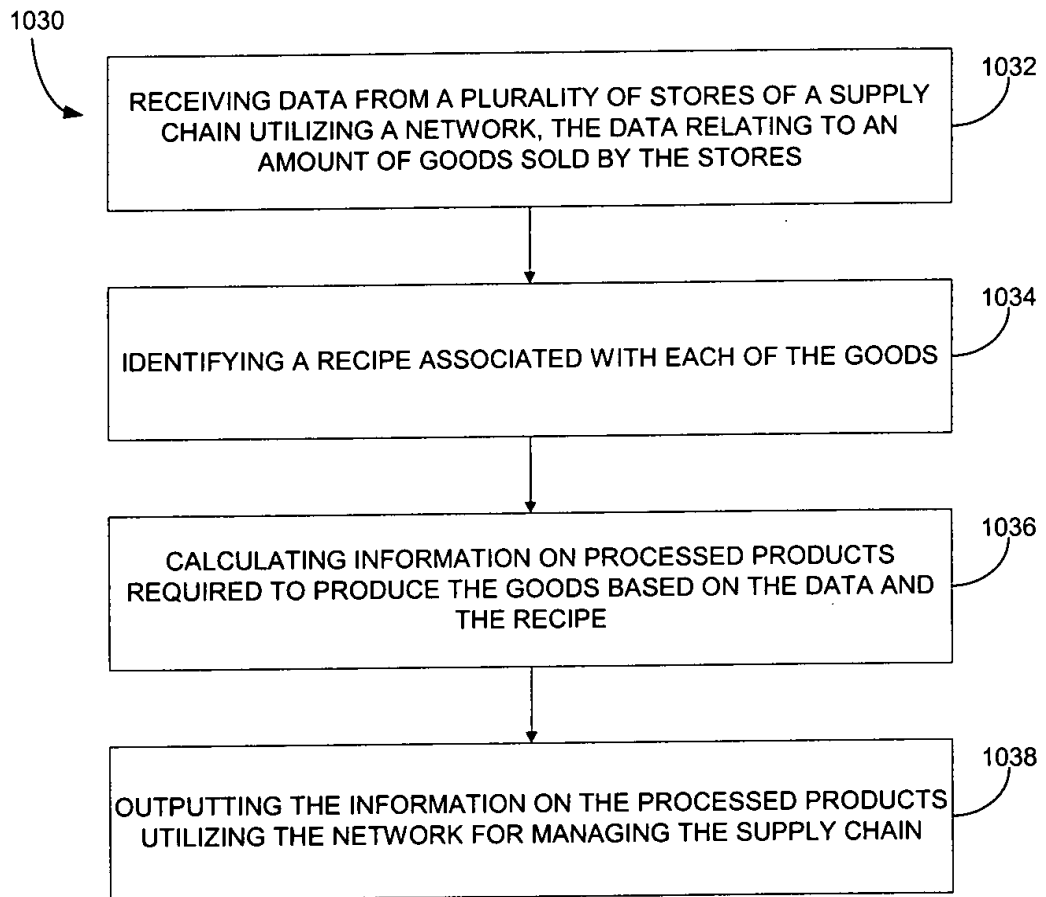 1030
1032
RECEIVING DATA FROM A PLURALITY OF STORES OF A SUPPLY
CHAIN UTILIZING A NETWORK, THE DATA RELATING TO AN
AMOUNT OF GOODS SOLD BY THE STORES
1034
IDENTIFYING A RECIPE ASSOCIATED WITH EACH OF THE GOODS
1036
CALCULATING INFORMATION ON PROCESSED PRODUCTS
REQUIRED TO PRODUCE THE GOODS BASED ON THE DATA AND
THE RECIPE
1038
OUTPUTTING THE INFORMATION ON THE PROCESSED PRODUCTS
UTILIZING THE NETWORK FOR MANAGING THE SUPPLY CHAIN